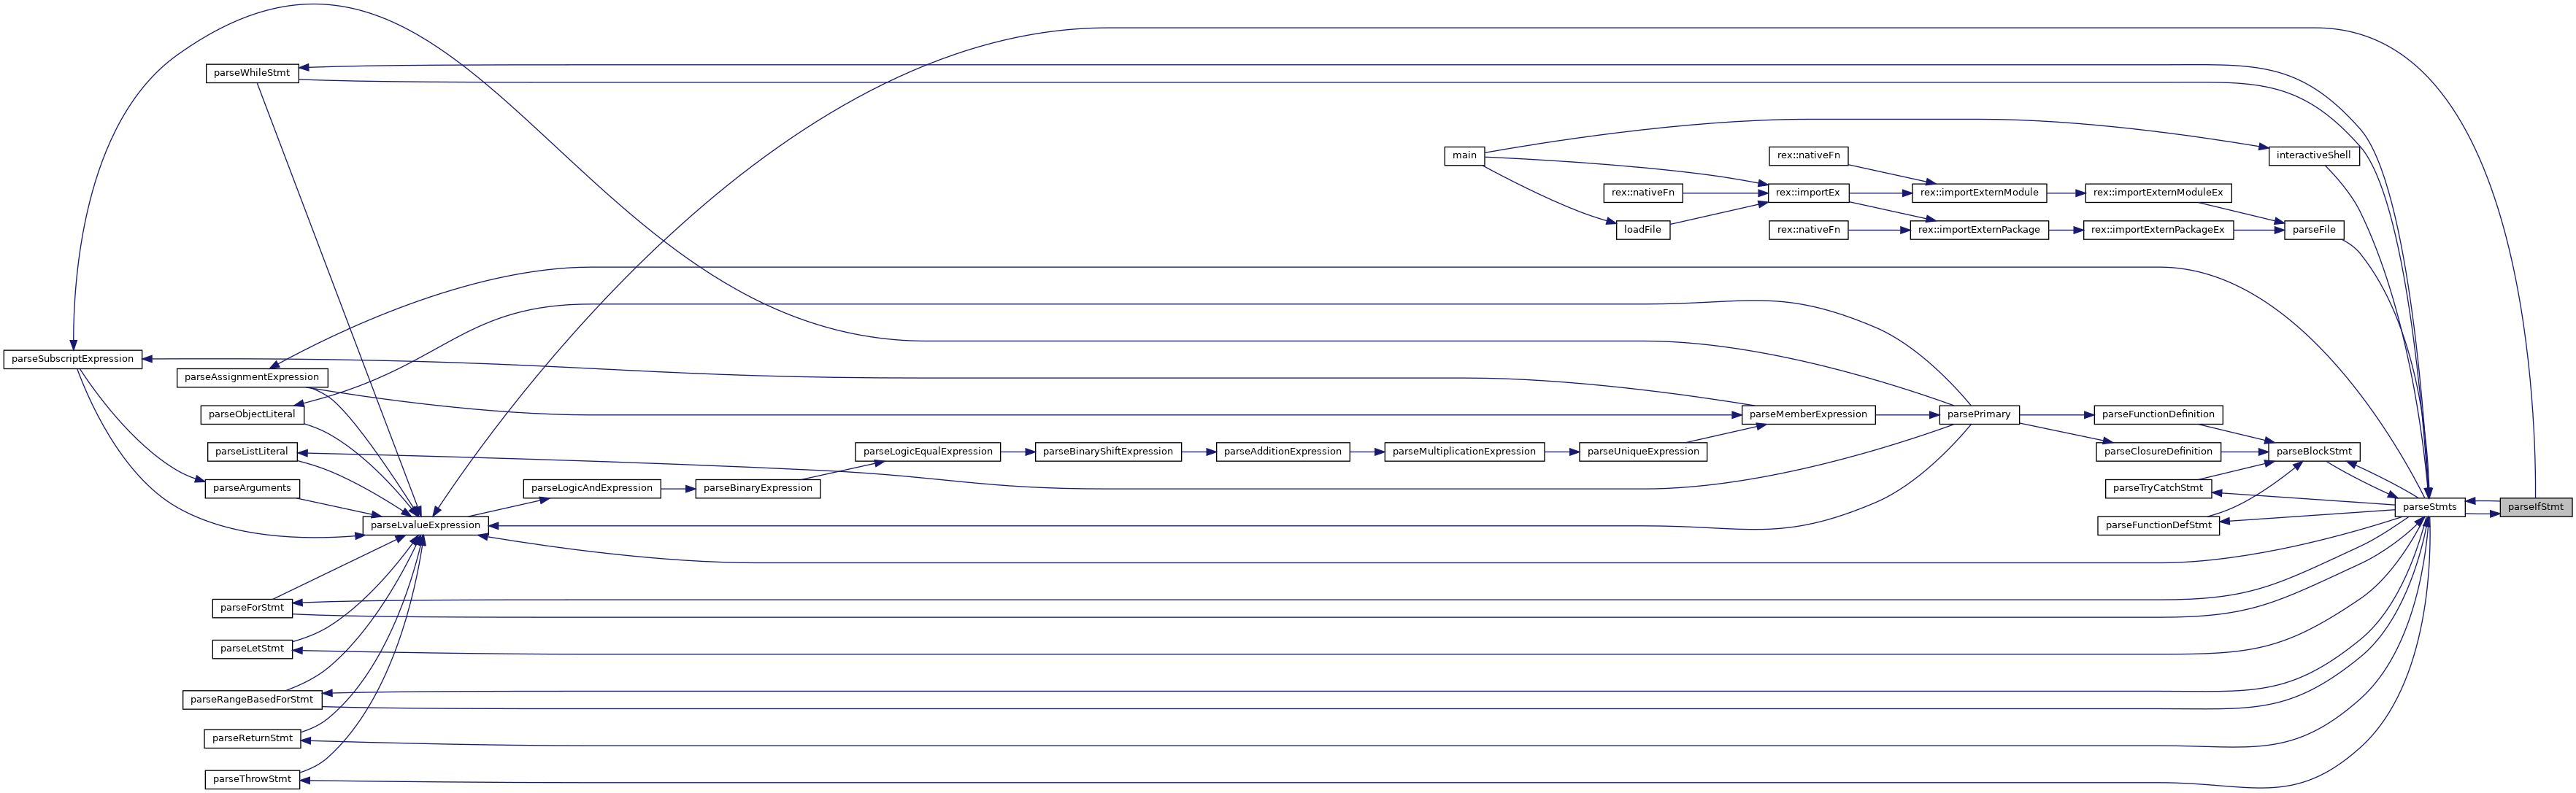 parseWhileStmt
main
rex::nativeFn
interactiveShell
rex::nativeFn
rex::importEx
rex::importExternModule
rex::importExternModuleEx
loadFile
rex::nativeFn
rex::importExternPackage
rex::importExternPackageEx
parseFile
parseSubscriptExpression
parseAssignmentExpression
parseObjectLiteral
parseMemberExpression
parsePrimary
parseFunctionDefinition
parseListLiteral
parseLogicEqualExpression
parseBinaryShiftExpression
parseAdditionExpression
parseMultiplicationExpression
parseUniqueExpression
parseClosureDefinition
parseBlockStmt
parseArguments
parseLogicAndExpression
parseBinaryExpression
parseTryCatchStmt
parseStmts
parseIfStmt
parseLvalueExpression
parseFunctionDefStmt
parseForStmt
parseLetStmt
parseRangeBasedForStmt
parseReturnStmt
parseThrowStmt